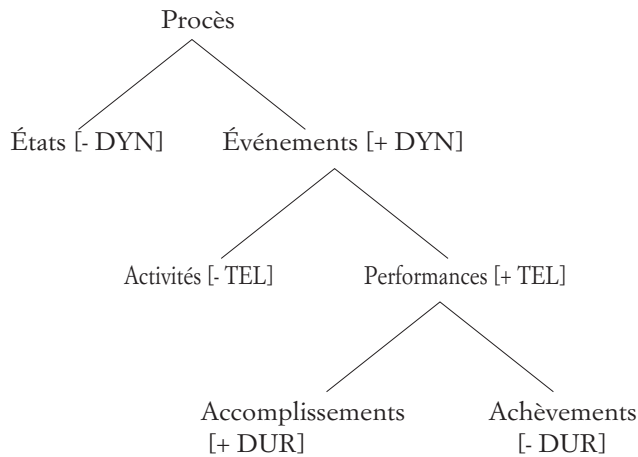 Procès
États [- DYN] Événements [+ DYN]
Activités [- TEL] Performances [+ TEL]
Accomplissements Achèvements
[+ DUR] [- DUR]